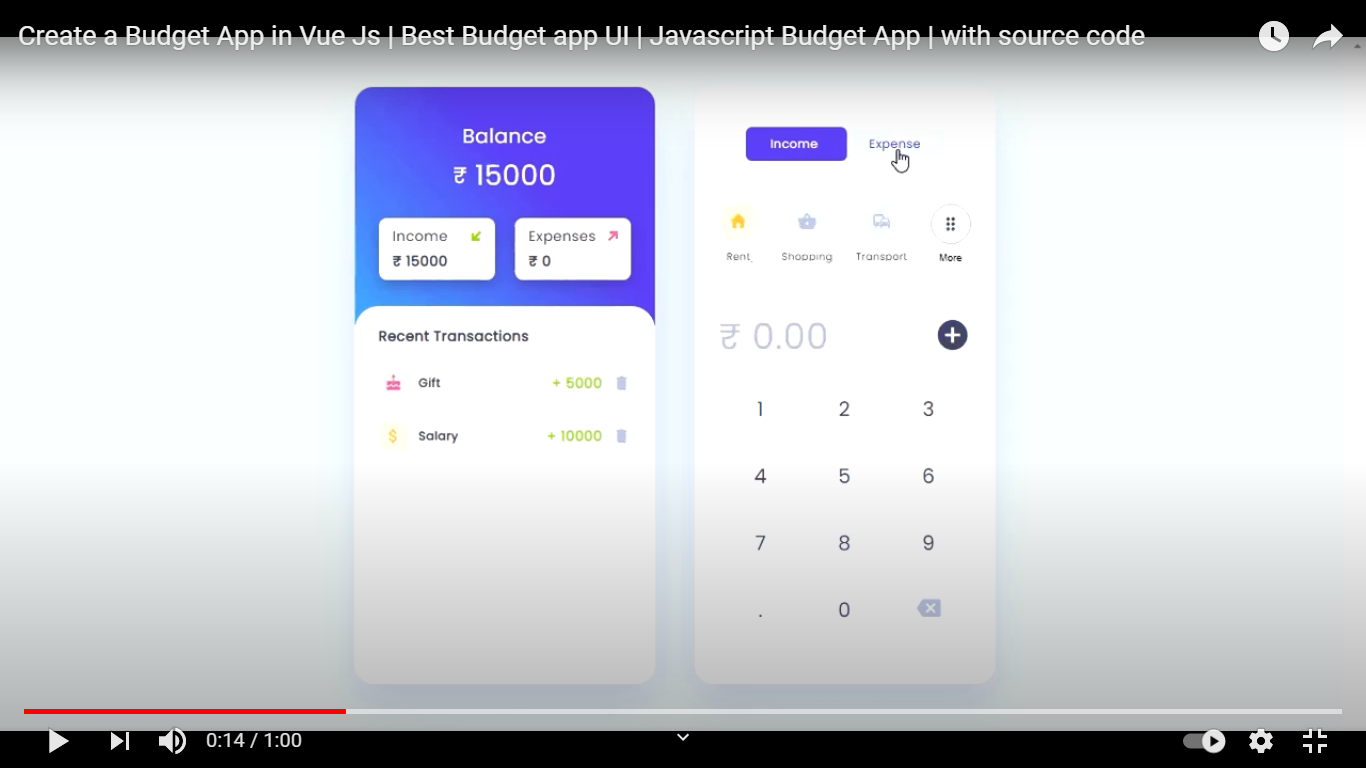 Create a Budget App in Vue Js | Best Budget app UI | Javascript Budget App | with source code
Balance
₹ 15000
Income
₹ 15000
Expenses
₹ 0
Recent Transactions
Gift + 5000
$ Salary + 10000
Income Expense
Rent Shopping Transport More
₹ 0.00
1 2 3
4 5 6
7 8 9
. 0
0:14 / 1:00